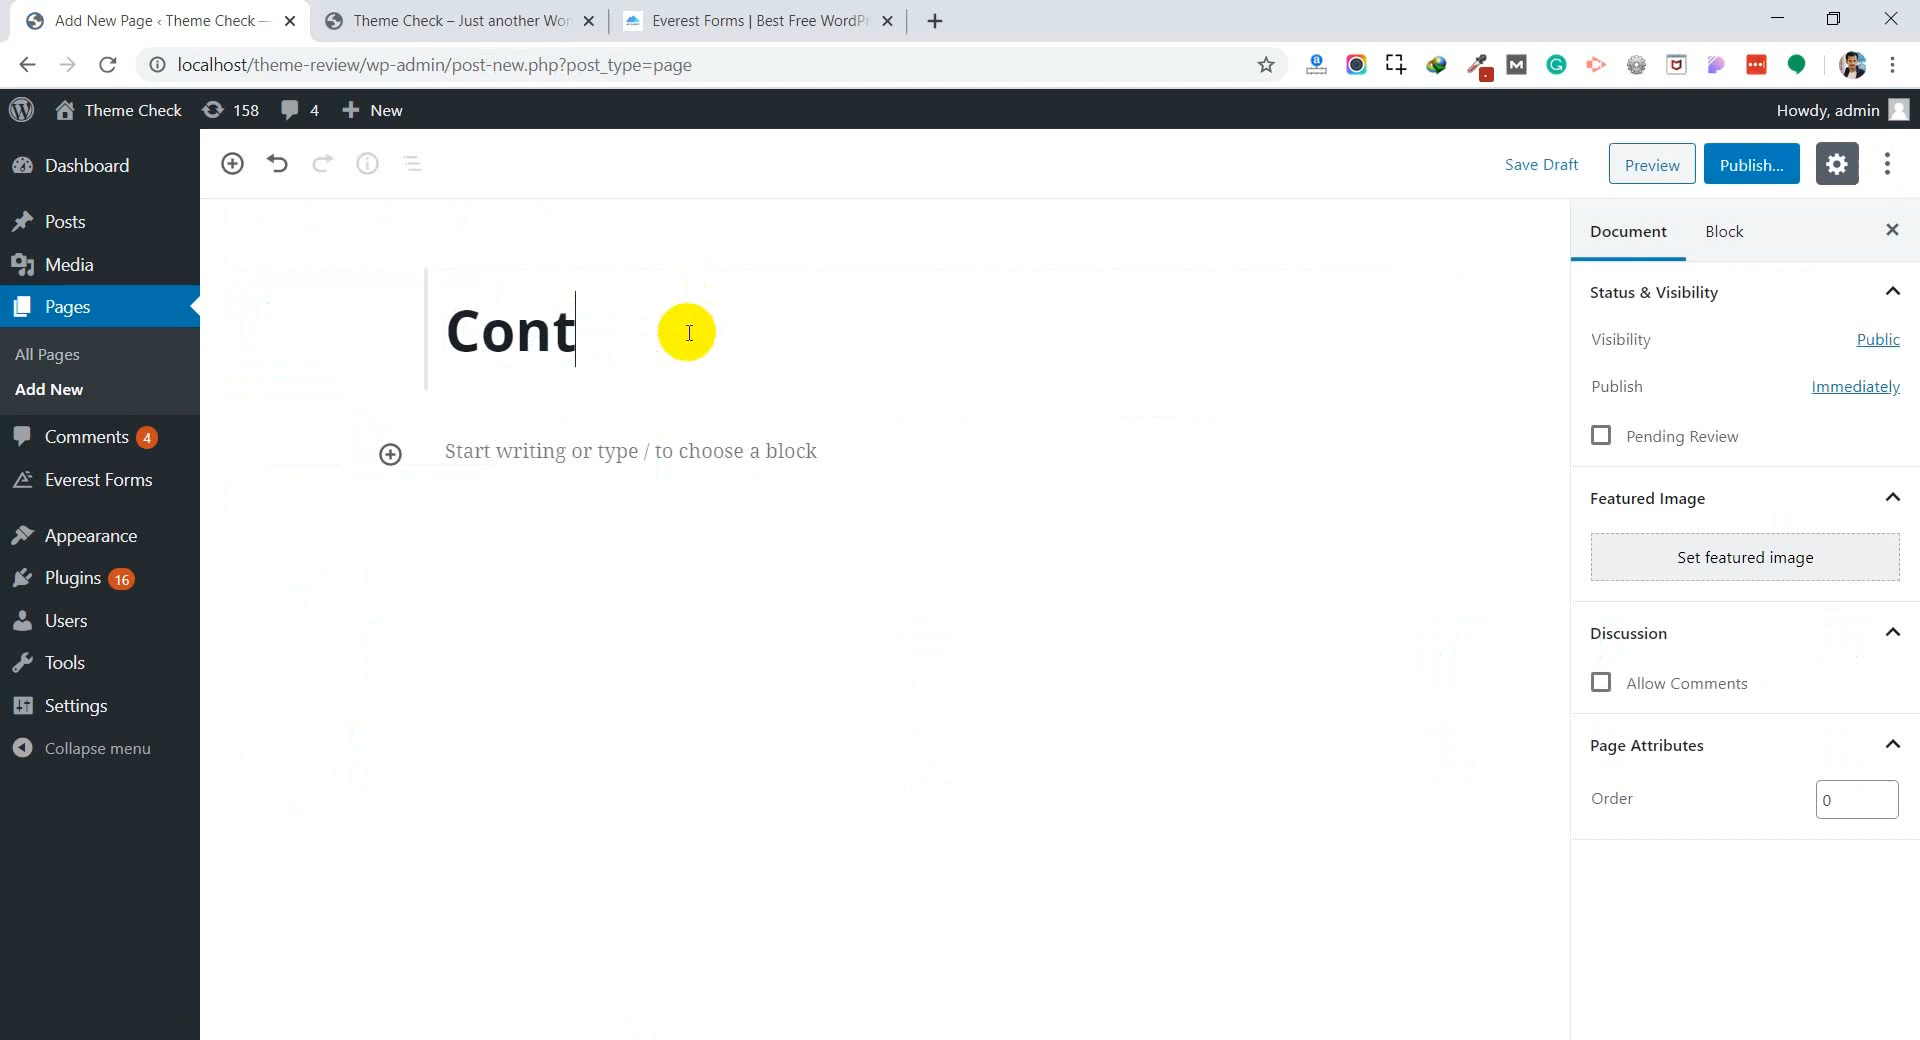 Add New Page ‹ Theme Check —
Theme Check – Just another Wor
Everest Forms | Best Free WordPr
localhost/theme-review/wp-admin/post-new.php?post_type=page
Theme Check 158 4 New
Howdy, admin
Dashboard
Posts
Media
Pages
All Pages
Add New
Comments 4
Everest Forms
Appearance
Plugins 16
Users
Tools
Settings
Collapse menu
Save Draft Preview Publish...
Cont
Start writing or type / to choose a block
Document Block
Status & Visibility
Visibility Public
Publish Immediately
Pending Review
Featured Image
Set featured image
Discussion
Allow Comments
Page Attributes
Order 0